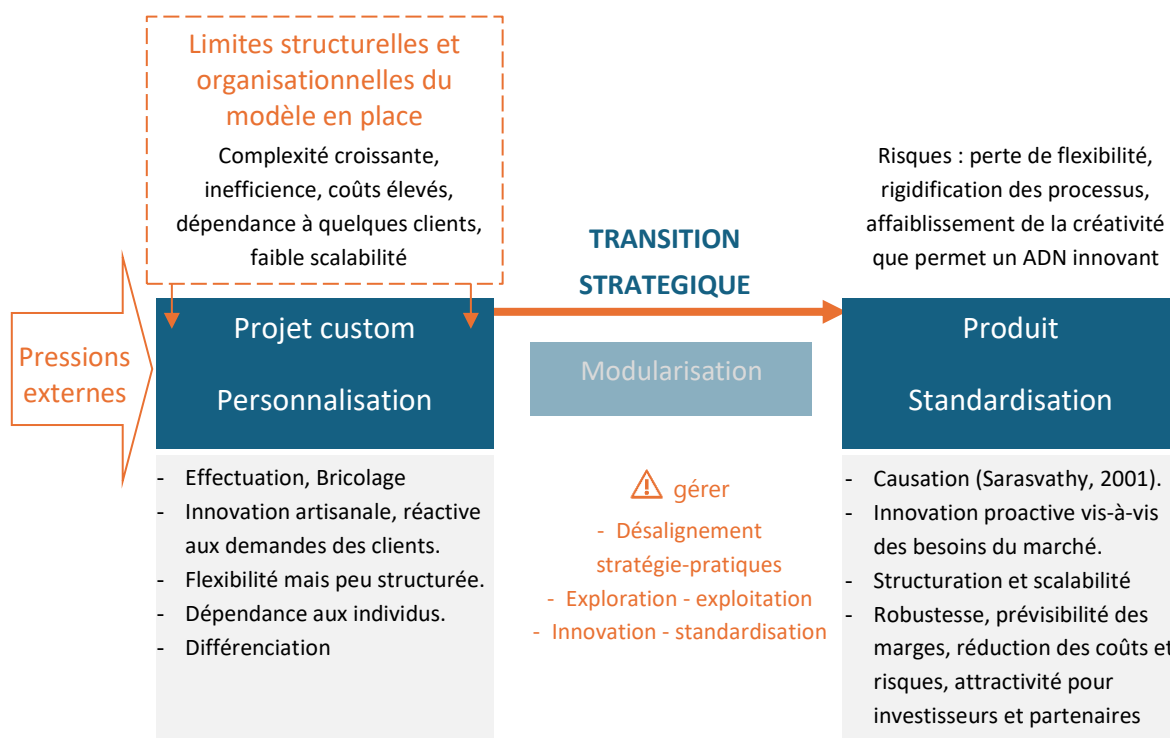 Limites structurelles et
organisationnelles du
modèle en place
Complexité croissante,
inefficience, coûts élevés,
dépendance à quelques clients,
faible scalabilité
Risques : perte de flexibilité,
rigidification des processus,
affaiblissement de la créativité
que permet un ADN innovant
TRANSITION
STRATEGIQUE
Pressions
externes
Projet custom
Personnalisation
Modularisation
Produit
Standardisation
- Effectuation, Bricolage
- Innovation artisanale, réactive
aux demandes des clients.
- Flexibilité mais peu structurée.
- Dépendance aux individus.
- Différenciation
⚠ gérer
- Désalignement
stratégie-pratiques
- Exploration - exploitation
- Innovation - standardisation
- Causation (Sarasvathy, 2001).
- Innovation proactive vis-à-vis
des besoins du marché.
- Structuration et scalabilité
- Robustesse, prévisibilité des
marges, réduction des coûts et
risques, attractivité pour
investisseurs et partenaires